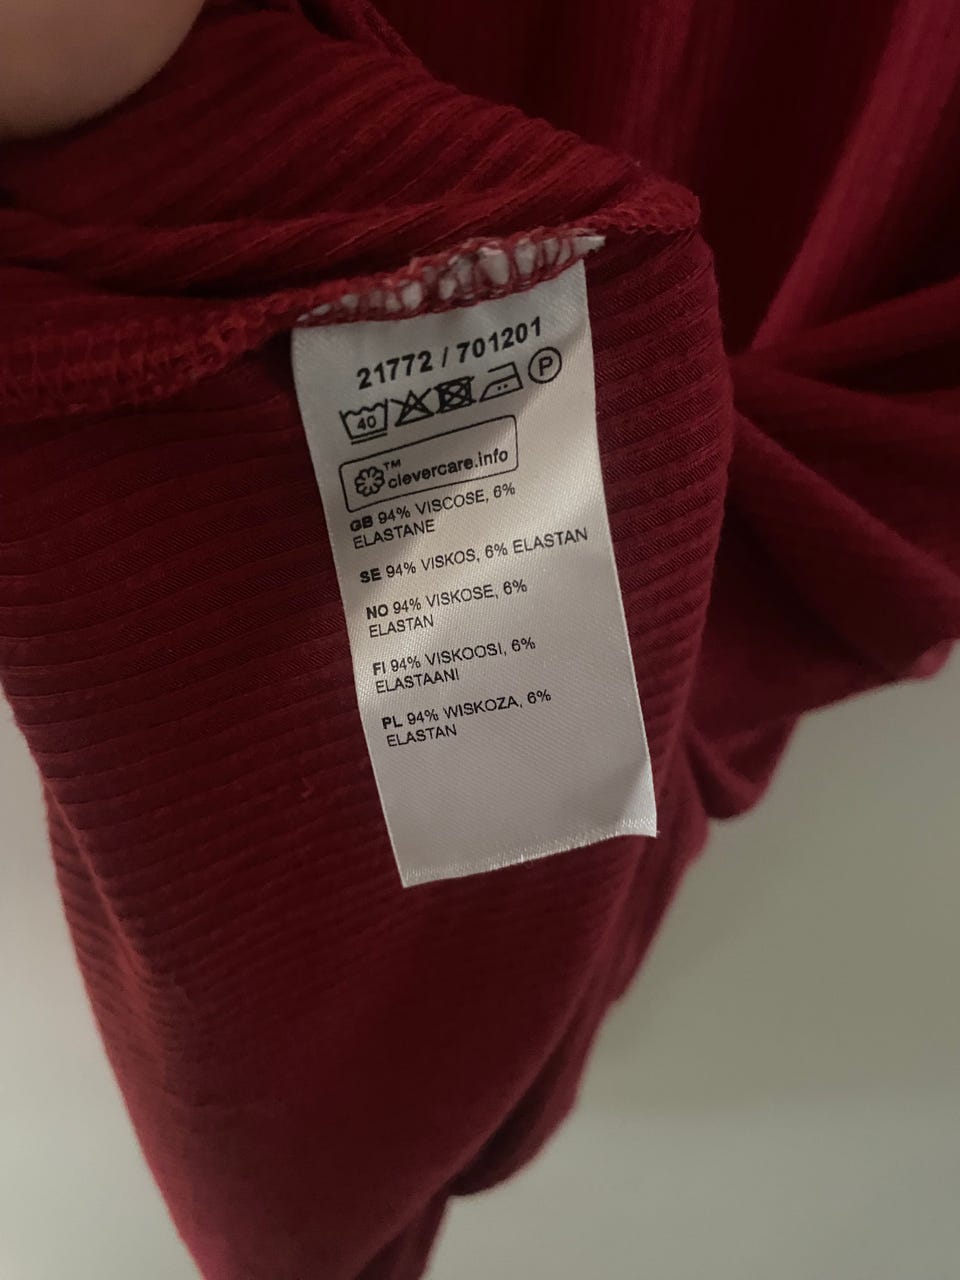 21772 / 701201
40 P
™ clevercare.info
GB 94% VISCOSE, 6%
ELASTANE
SE 94% VISKOS, 6% ELASTAN
NO 94% VISKOSE, 6%
ELASTAN
FI 94% VISKOOSI, 6%
ELASTAANI
PL 94% WISKOZA, 6%
ELASTAN